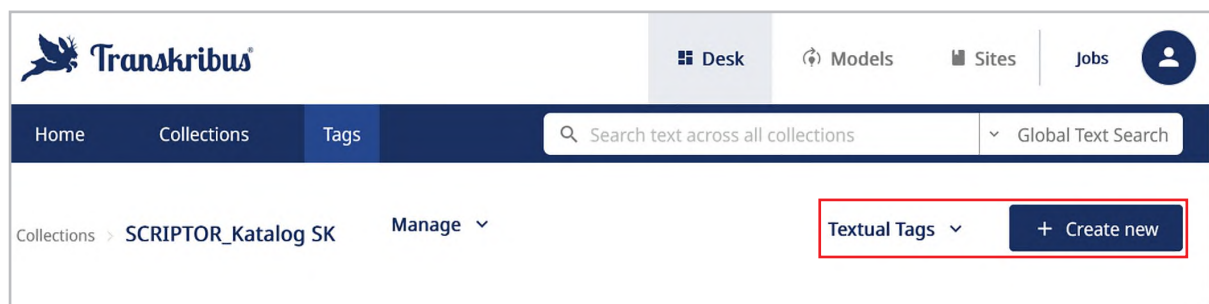 Transkribus®
Desk Models Sites Jobs
Home Collections Tags Search text across all collections Global Text Search
Collections > SCRIPTOR_Katalog SK Manage Textual Tags + Create new